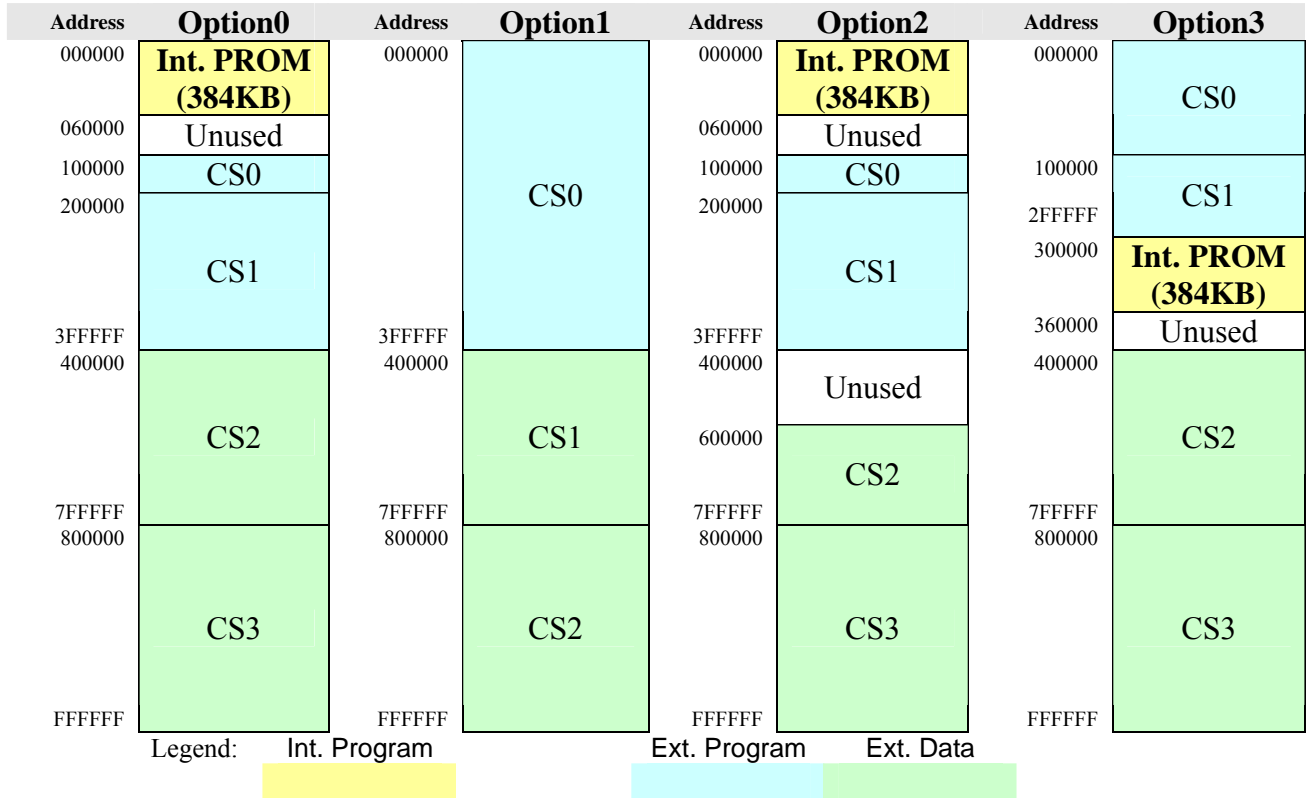 Address Option0 Address Option1 Address Option2 Address Option3
000000 Int. PROM 000000 000000 Int. PROM 000000
(384KB) (384KB) CS0
060000 Unused 060000 Unused
100000 CS0 100000 CS0 100000
200000 CS0 200000 CS1
2FFFFF
CS1 CS1 300000 Int. PROM
(384KB)
3FFFFF 3FFFFF 3FFFFF 360000 Unused
400000 400000 400000 400000
Unused
CS2 CS1 600000 CS2
CS2
7FFFFF 7FFFFF 7FFFFF 7FFFFF
800000 800000 800000 800000
CS3 CS2 CS3 CS3
FFFFFF FFFFFF FFFFFF FFFFFF
Legend: Int. Program Ext. Program Ext. Data